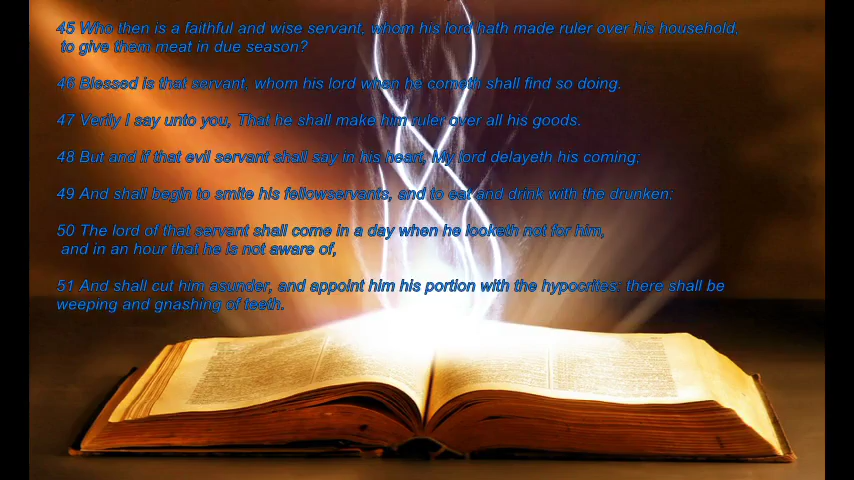 45 Who then is a faithful and wise servant, whom his lord hath made ruler over his household,
to give them meat in due season?
46 Blessed is that servant, whom his lord when he cometh shall find so doing.
47 Verily I say unto you, That he shall make him ruler over all his goods.
48 But and if that evil servant shall say in his heart, My lord delayeth his coming;
49 And shall begin to smite his fellowservants, and to eat and drink with the drunken;
50 The lord of that servant shall come in a day when he looketh not for him,
and in an hour that he is not aware of,
51 And shall cut him asunder, and appoint him his portion with the hypocrites: there shall be
weeping and gnashing of teeth.